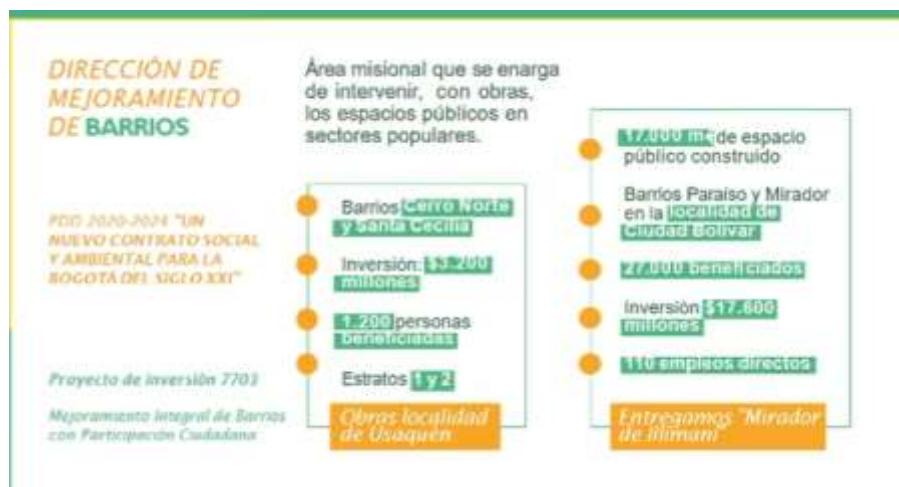 DIRECCIÓN DE
MEJORAMIENTO
DE BARRIOS
Área misional que se enarga
de intervenir, con obras,
los espacios públicos en
sectores populares.
PDD 2020-2024 "UN
NUEVO CONTRATO SOCIAL
Y AMBIENTAL PARA LA
BOGOTÁ DEL SIGLO XXI"
Proyecto de inversión 7703
Mejoramiento Integral de Barrios
con Participación Ciudadana
Barrios Cerro Norte
y Santa Cecilia
Inversión: $3.200
millones
1.200 personas
beneficiadas
Estratos 1 y 2
Obras localidad
de Usaquén
17.000 m² de espacio
público construido
Barrios Paraíso y Mirador
en la localidad de
Ciudad Bolívar
27.000 beneficiados
Inversión $17.600
millones
110 empleos directos
Entregamos "Mirador
de Illimaní